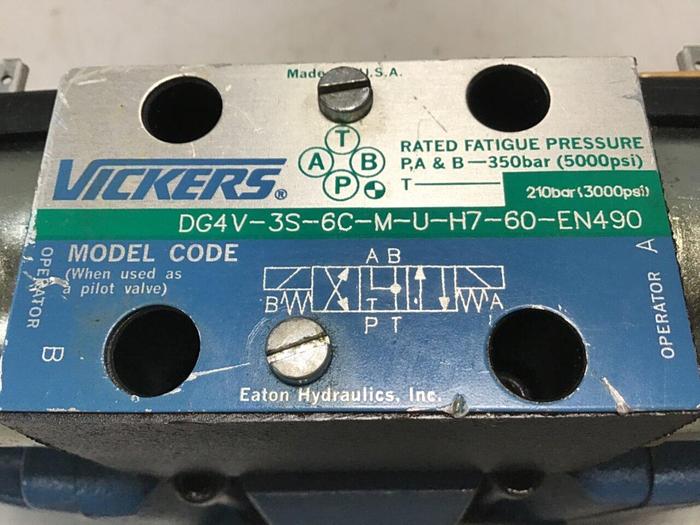 Made U.S.A.
T
A B
P
VICKERS®
RATED FATIGUE PRESSURE
P,A & B—350bar (5000psi)
T—
210bar(3000psi)
DG4V-3S-6C-M-U-H7-60-EN490
MODEL CODE
(When used as
a pilot valve)
OPERATOR B
A B
B T A
P T
OPERATOR A
Eaton Hydraulics, Inc.